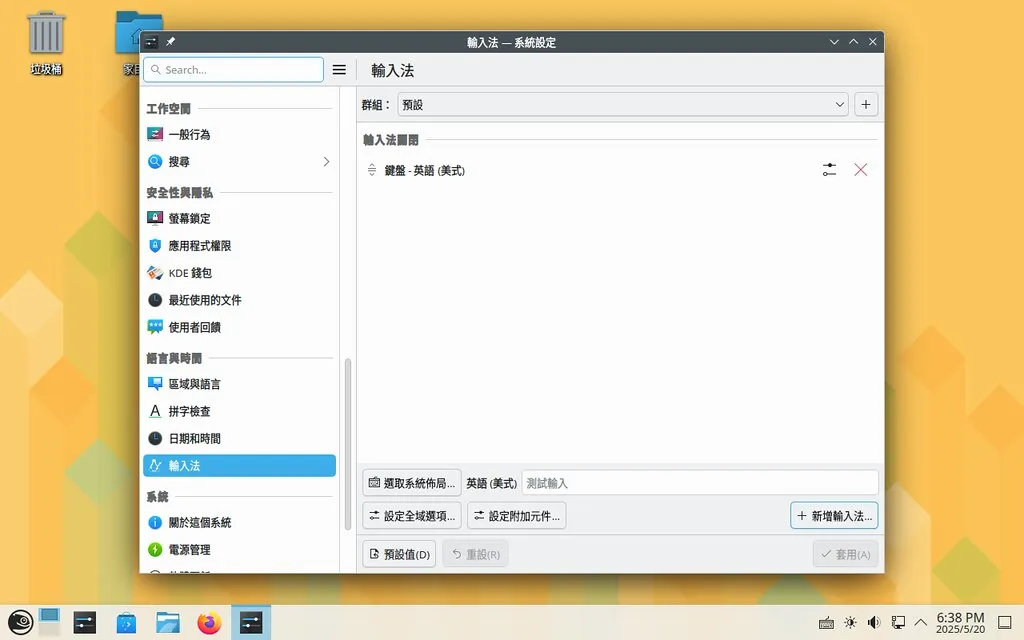 垃圾桶
輸入法 — 系統設定
Search...
輸入法
工作空間
一般行為
搜尋
安全性與隱私
螢幕鎖定
應用程式權限
KDE 錢包
最近使用的文件
使用者回饋
語言與時間
區域與語言
拼字檢查
日期和時間
輸入法
系統
關於這個系統
電源管理
群組：
預設
輸入法關閉
鍵盤 - 英語 (美式)
選取系統佈局...
英語 (美式)
測試輸入
設定全域選項...
設定附加元件...
新增輸入法...
預設值(D)
重設(R)
套用(A)
6:38 PM
2025/5/20